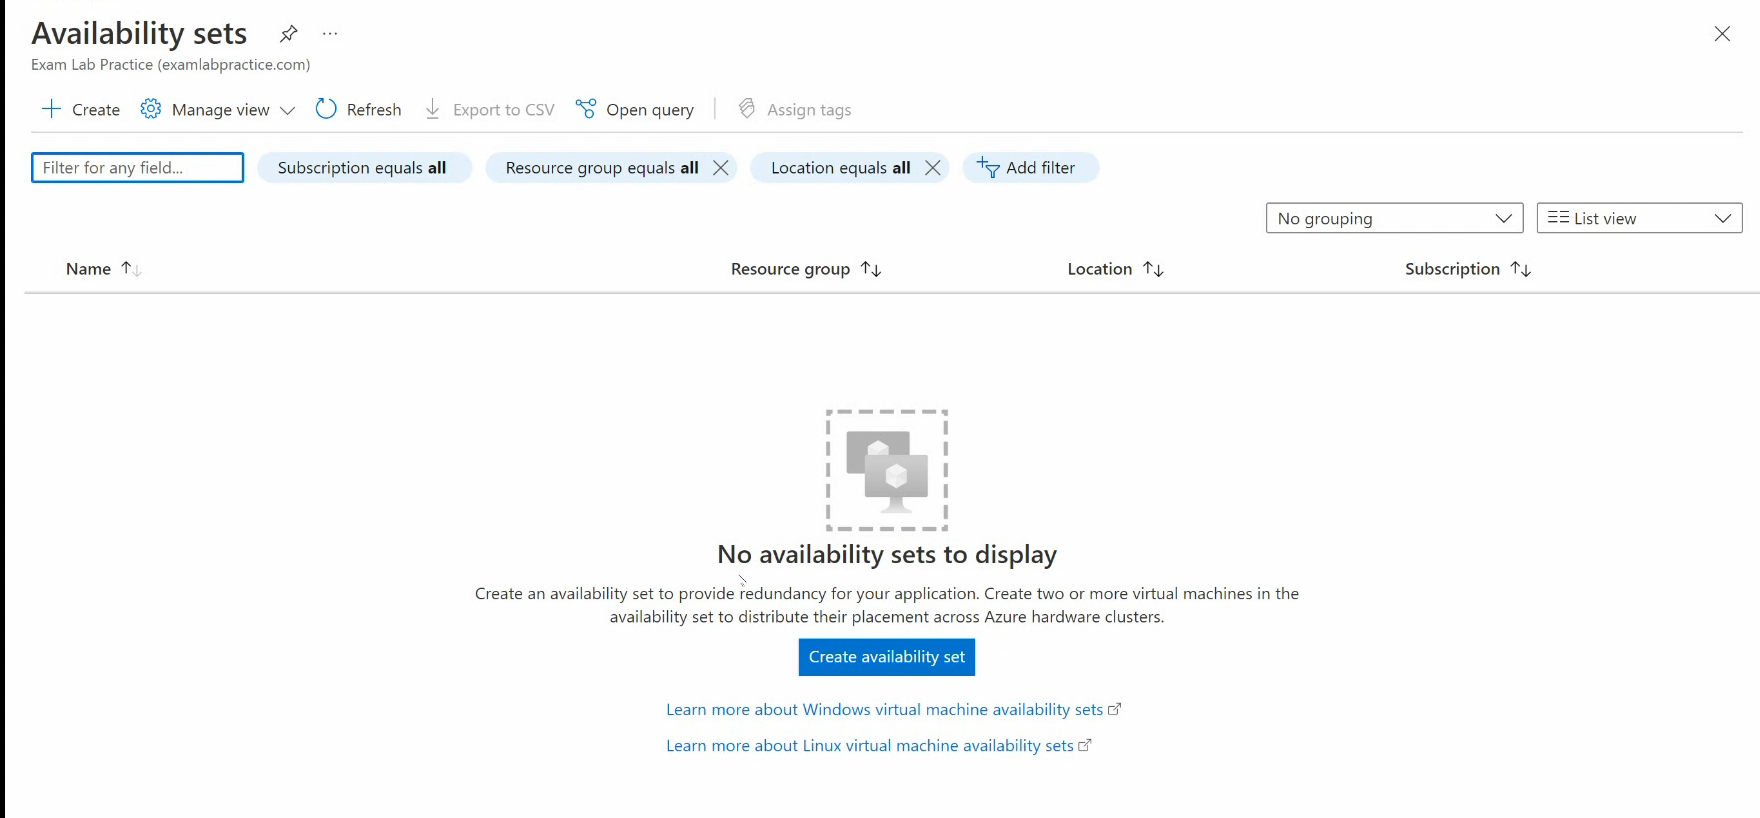 Availability sets
Exam Lab Practice (examlabpractice.com)
Create Manage view Refresh Export to CSV Open query Assign tags
Filter for any field... Subscription equals all Resource group equals all Location equals all Add filter
No grouping List view
Name Resource group Location Subscription
No availability sets to display
Create an availability set to provide redundancy for your application. Create two or more virtual machines in the
availability set to distribute their placement across Azure hardware clusters.
Create availability set
Learn more about Windows virtual machine availability sets
Learn more about Linux virtual machine availability sets